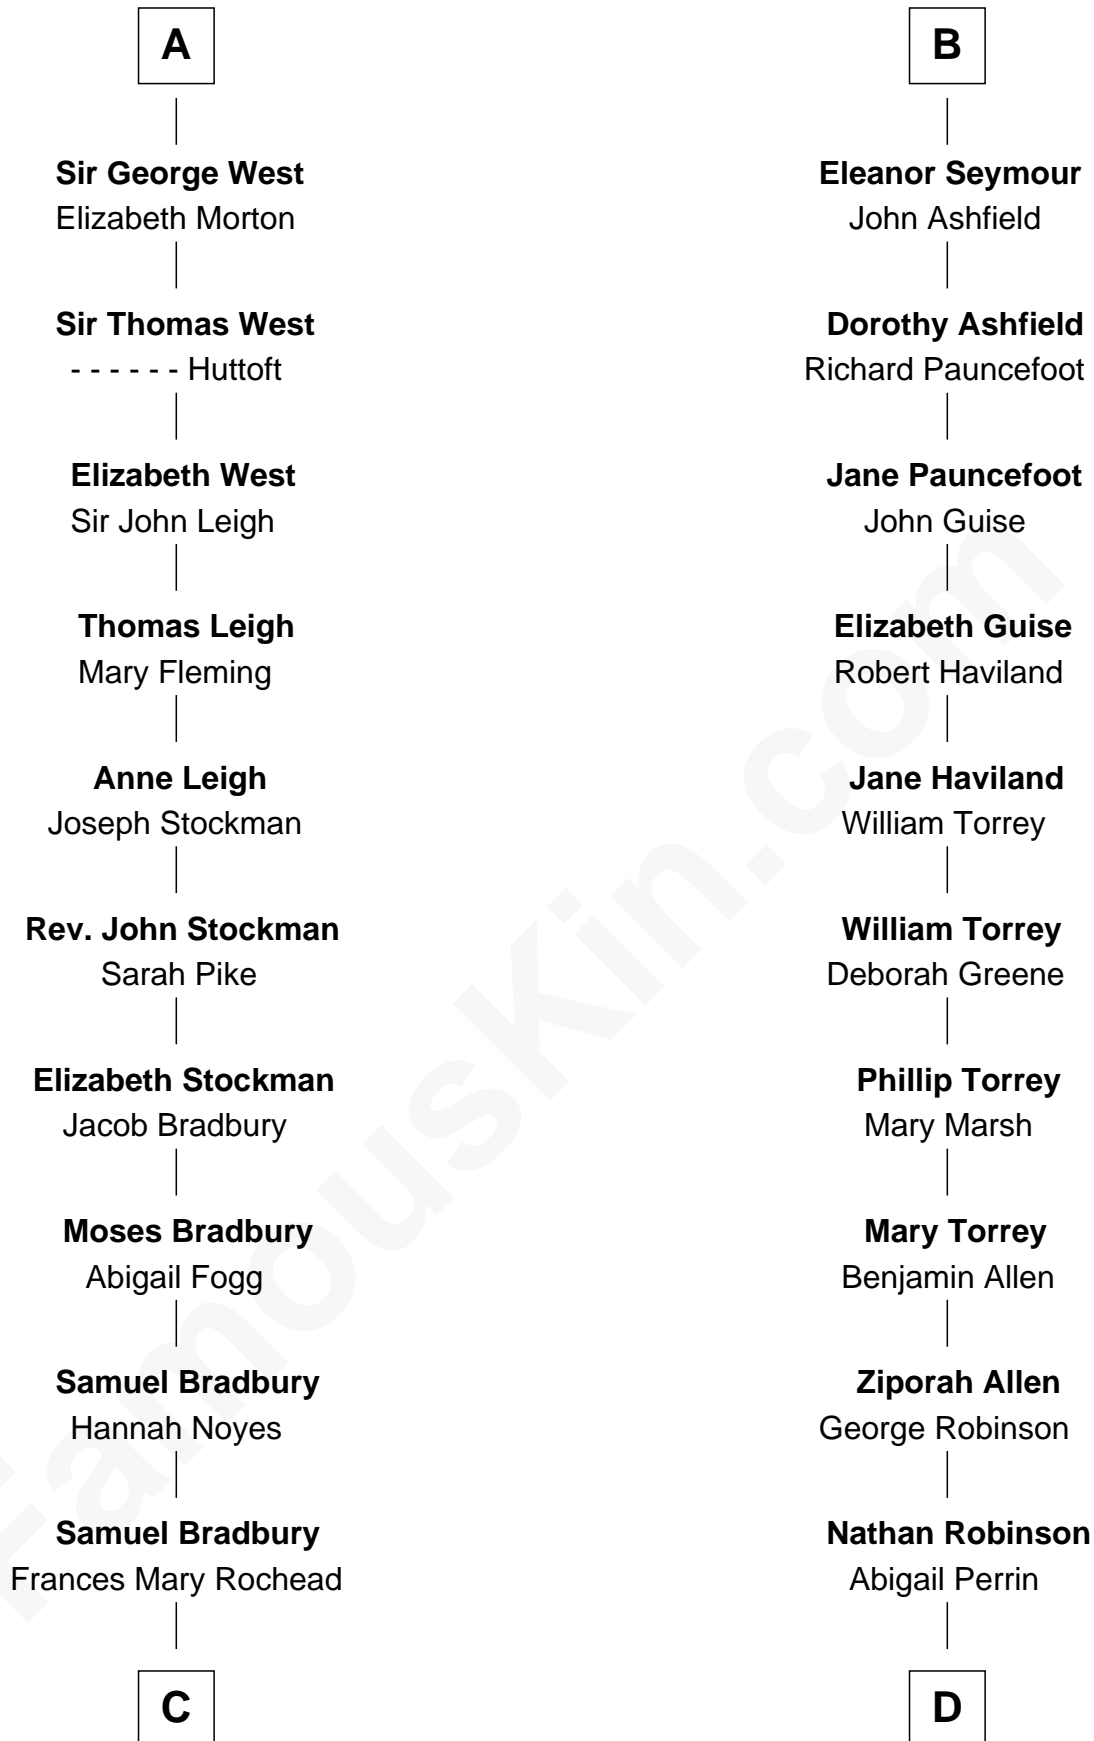 A
Sir George West
Elizabeth Morton
Sir Thomas West
- - - - - - Huttoft
Elizabeth West
Sir John Leigh
Thomas Leigh
Mary Fleming
Anne Leigh
Joseph Stockman
Rev. John Stockman
Sarah Pike
Elizabeth Stockman
Jacob Bradbury
Moses Bradbury
Abigail Fogg
Samuel Bradbury
Hannah Noyes
Samuel Bradbury
Frances Mary Rochead
C
B
Eleanor Seymour
John Ashfield
Dorothy Ashfield
Richard Pauncefoot
Jane Pauncefoot
John Guise
Elizabeth Guise
Robert Haviland
Jane Haviland
William Torrey
William Torrey
Deborah Greene
Phillip Torrey
Mary Marsh
Mary Torrey
Benjamin Allen
Ziporah Allen
George Robinson
Nathan Robinson
Abigail Perrin
D
FamousKin.com